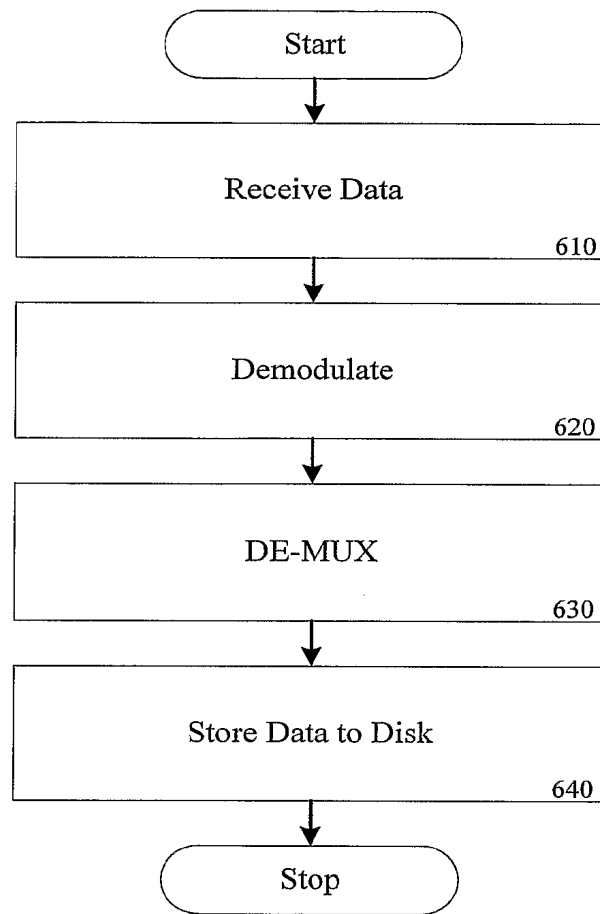 Start
Receive Data
610
Demodulate
620
DE-MUX
630
Store Data to Disk
640
Stop